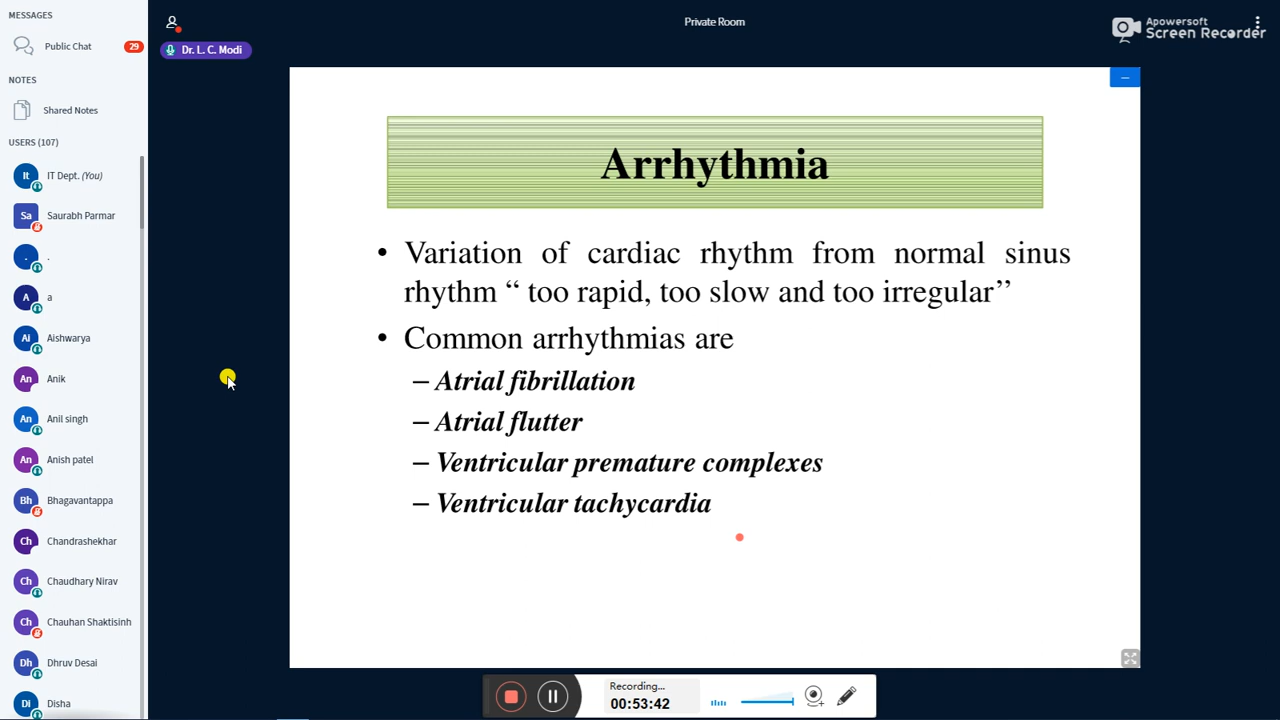 MESSAGES
Public Chat
29
NOTES
Shared Notes
USERS (107)
It IT Dept. (You)
Sa Saurabh Parmar
. .
A a
Ai Aishwarya
An Anik
An Anil singh
An Anish patel
Bh Bhagavantappa
Ch Chandrashekhar
Ch Chaudhary Nirav
Ch Chauhan Shaktisinh
Dh Dhruv Desai
Di Disha
Private Room
Dr. L. C. Modi
Apowersoft
Screen Recorder
Arrhythmia
• Variation of cardiac rhythm from normal sinus
rhythm “ too rapid, too slow and too irregular’’
• Common arrhythmias are
– Atrial fibrillation
– Atrial flutter
– Ventricular premature complexes
– Ventricular tachycardia
Recording...
00:53:42